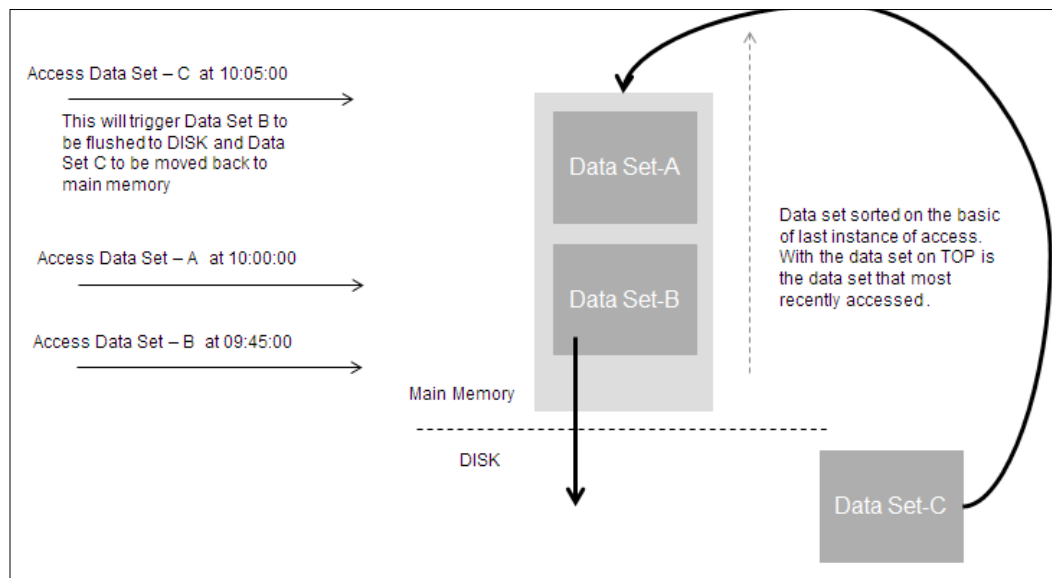 Access Data Set – C at 10:05:00
This will trigger Data Set B to
be flushed to DISK and Data
Set C to be moved back to
main memory
Access Data Set – A at 10:00:00
Access Data Set – B at 09:45:00
Data Set-A
Data Set-B
Main Memory
DISK
Data set sorted on the basic
of last instance of access.
With the data set on TOP is
the data set that most
recently accessed.
Data Set-C